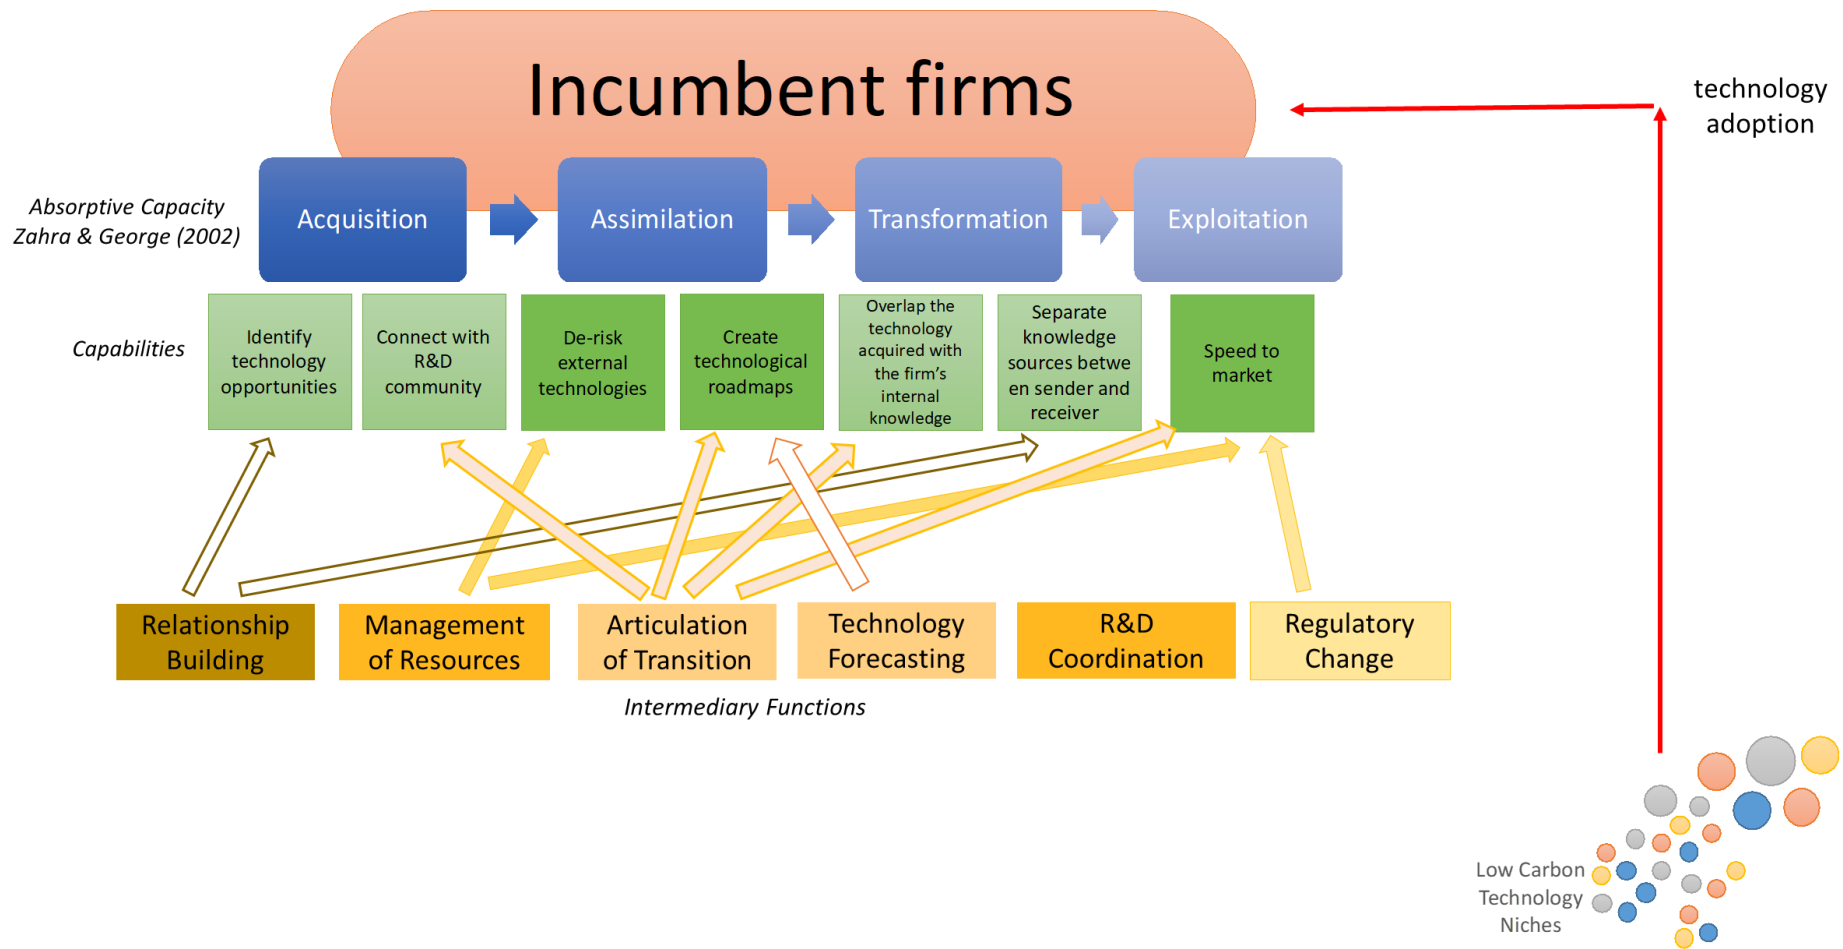 Incumbent firms
technology
adoption
Absorptive Capacity
Zahra & George (2002)
Acquisition
Assimilation
Transformation
Exploitation
Capabilities
Identify
technology
opportunities
Connect with
R&D
community
De-risk
external
technologies
Create
technological
roadmaps
Overlap the
technology
acquired with
the firm's
internal
knowledge
Separate
knowledge
sources betwe
en sender and
receiver
Speed to
market
Relationship
Building
Management
of Resources
Articulation
of Transition
Technology
Forecasting
R&D
Coordination
Regulatory
Change
Intermediary Functions
Low Carbon
Technology
Niches